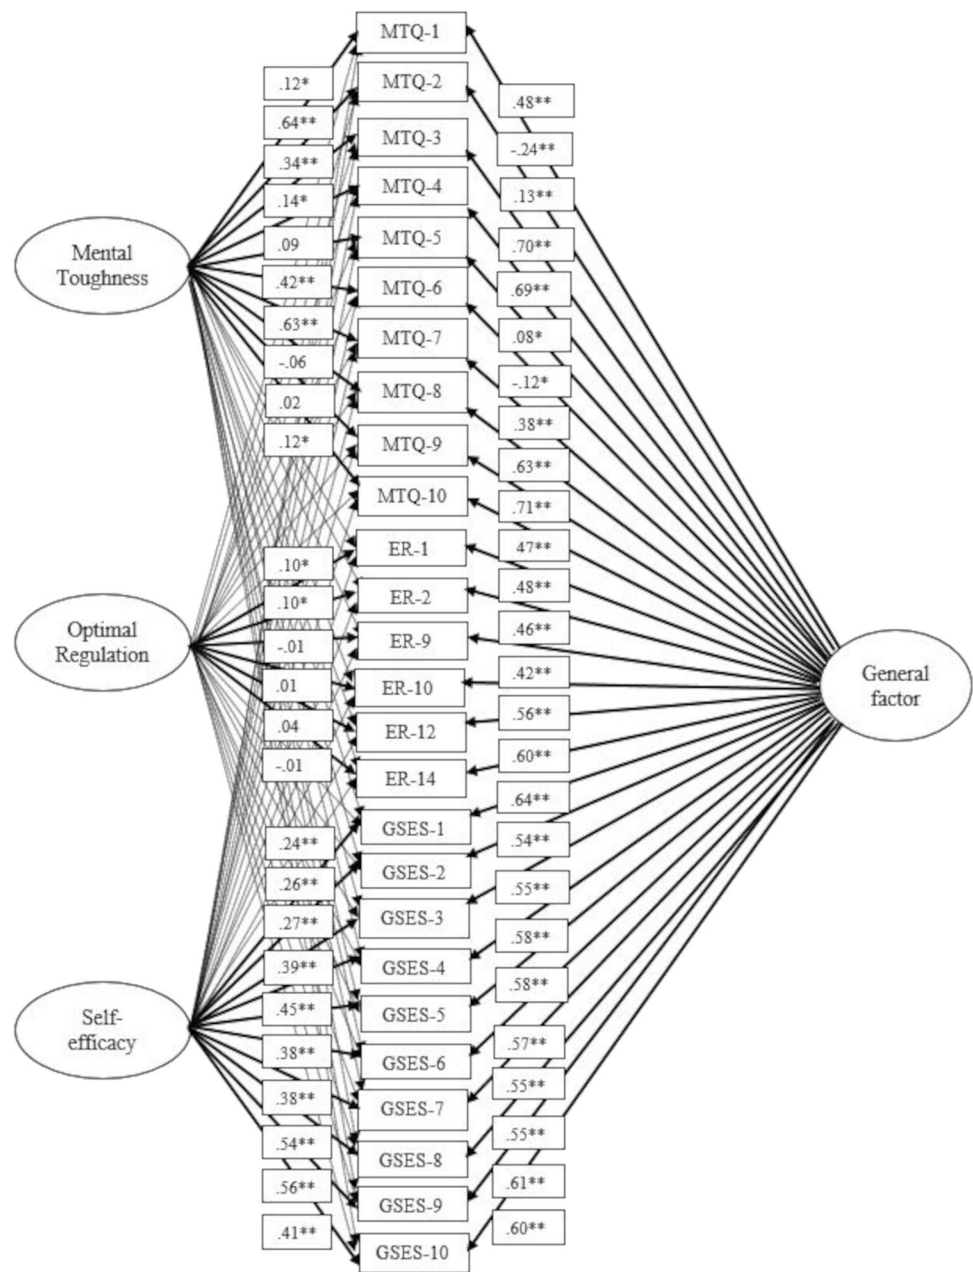 MTQ-1
MTQ-2
MTQ-3
MTQ-4
MTQ-5
MTQ-6
MTQ-7
MTQ-8
MTQ-9
MTQ-10
ER-1
ER-2
ER-9
ER-10
ER-12
ER-14
GSES-1
GSES-2
GSES-3
GSES-4
GSES-5
GSES-6
GSES-7
GSES-8
GSES-9
GSES-10
Mental
Toughness
.12*
.64**
.34**
.14*
.09
.42**
.63**
-.06
.02
.12*
Optimal
Regulation
.10*
.10*
-.01
.01
.04
-.01
Self-
efficacy
.24**
.26**
.27**
.39**
.45**
.38**
.38**
.54**
.56**
.41**
.48**
-.24**
.13**
.70**
.69**
.08*
-.12*
.38**
.63**
.71**
47**
.48**
.46**
.42**
.56**
.60**
.64**
.54**
.55**
.58**
.58**
.57**
.55**
.55**
.61**
.60**
General
factor